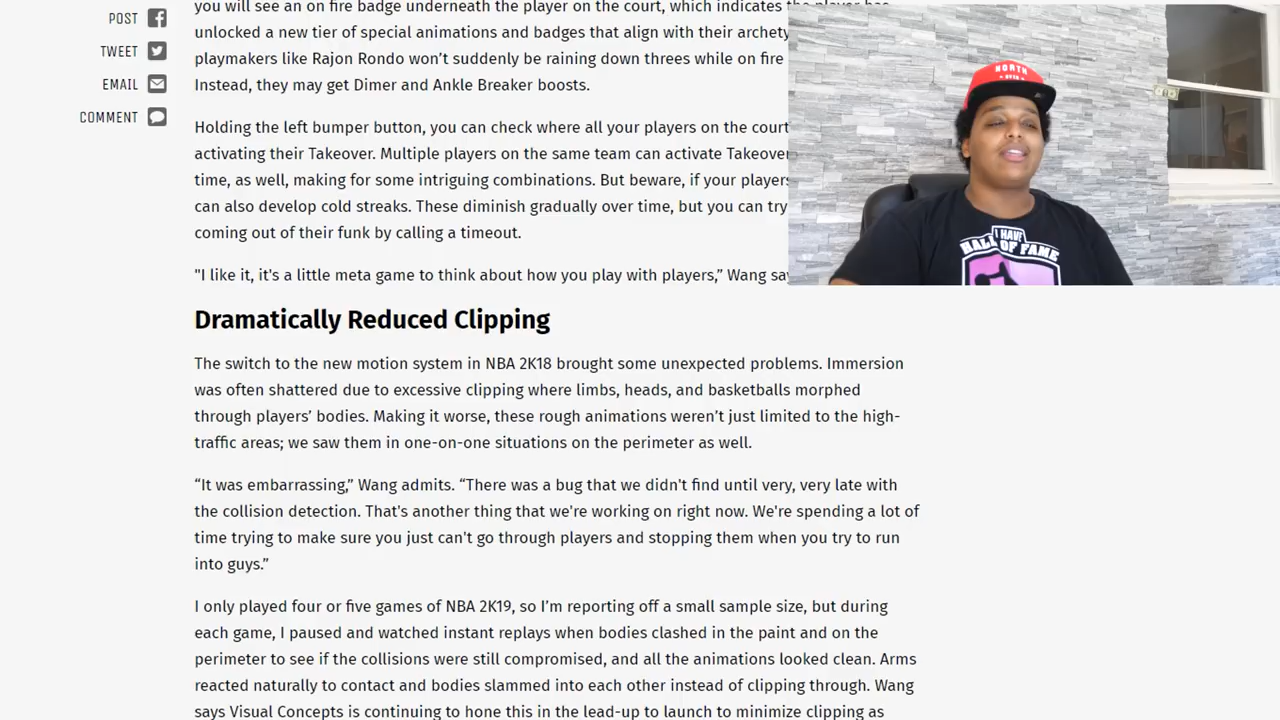 POST
TWEET
EMAIL
COMMENT
you will see an on fire badge underneath the player on the court, which indicates the player has
unlocked a new tier of special animations and badges that align with their archety
playmakers like Rajon Rondo won’t suddenly be raining down threes while on fire
Instead, they may get Dimer and Ankle Breaker boosts.
Holding the left bumper button, you can check where all your players on the court
activating their Takeover. Multiple players on the same team can activate Takeover
time, as well, making for some intriguing combinations. But beware, if your players
can also develop cold streaks. These diminish gradually over time, but you can try
coming out of their funk by calling a timeout.
"I like it, it's a little meta game to think about how you play with players,” Wang say
Dramatically Reduced Clipping
The switch to the new motion system in NBA 2K18 brought some unexpected problems. Immersion
was often shattered due to excessive clipping where limbs, heads, and basketballs morphed
through players’ bodies. Making it worse, these rough animations weren’t just limited to the high-
traffic areas; we saw them in one-on-one situations on the perimeter as well.
“It was embarrassing,” Wang admits. “There was a bug that we didn't find until very, very late with
the collision detection. That's another thing that we're working on right now. We're spending a lot of
time trying to make sure you just can't go through players and stopping them when you try to run
into guys.”
I only played four or five games of NBA 2K19, so I’m reporting off a small sample size, but during
each game, I paused and watched instant replays when bodies clashed in the paint and on the
perimeter to see if the collisions were still compromised, and all the animations looked clean. Arms
reacted naturally to contact and bodies slammed into each other instead of clipping through. Wang
says Visual Concepts is continuing to hone this in the lead-up to launch to minimize clipping as
NORTH
I HAVE
HALL OF FAME